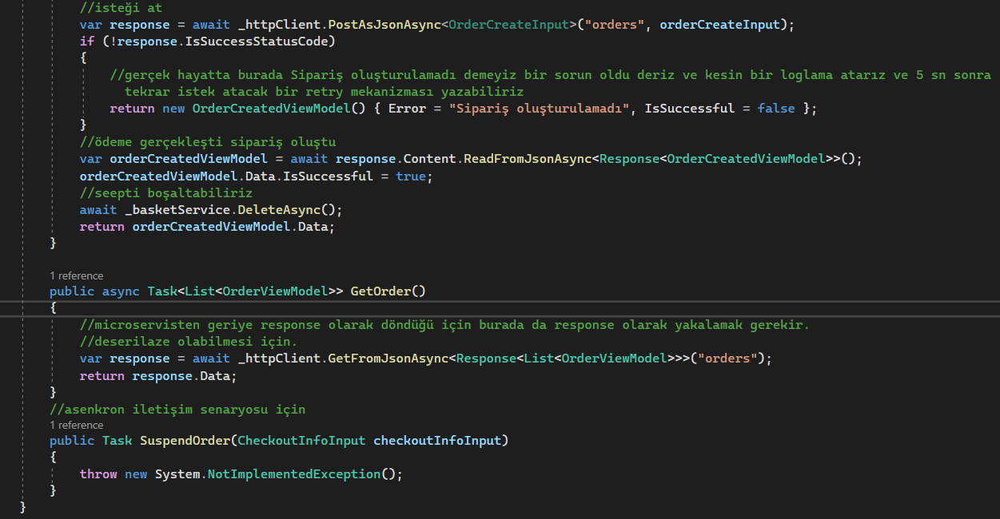 //isteği at
var response = await _httpClient.PostAsJsonAsync<OrderCreateInput>("orders", orderCreateInput);
if (!response.IsSuccessStatusCode)
{
//gerçek hayatta burada Sipariş oluşturulamadı demeyiz bir sorun oldu deriz ve kesin bir loglama atarız ve 5 sn sonra
tekrar istek atacak bir retry mekanizması yazabiliriz
return new OrderCreatedViewModel() { Error = "Sipariş oluşturulamadı", IsSuccessful = false };
}
//ödeme gerçekleşti sipariş oluştu
var orderCreatedViewModel = await response.Content.ReadFromJsonAsync<Response<OrderCreatedViewModel>>();
orderCreatedViewModel.Data.IsSuccessful = true;
//seepti boşaltabiliriz
await _basketService.DeleteAsync();
return orderCreatedViewModel.Data;
}
1 reference
public async Task<List<OrderViewModel>> GetOrder()
{
//microservisten geriye response olarak döndüğü için burada da response olarak yakalamak gerekir.
//deserilaze olabilmesi için.
var response = await _httpClient.GetFromJsonAsync<Response<List<OrderViewModel>>>("orders");
return response.Data;
}
//asenkron iletişim senaryosu için
1 reference
public Task SuspendOrder(CheckoutInfoInput checkoutInfoInput)
{
throw new System.NotImplementedException();
}
}